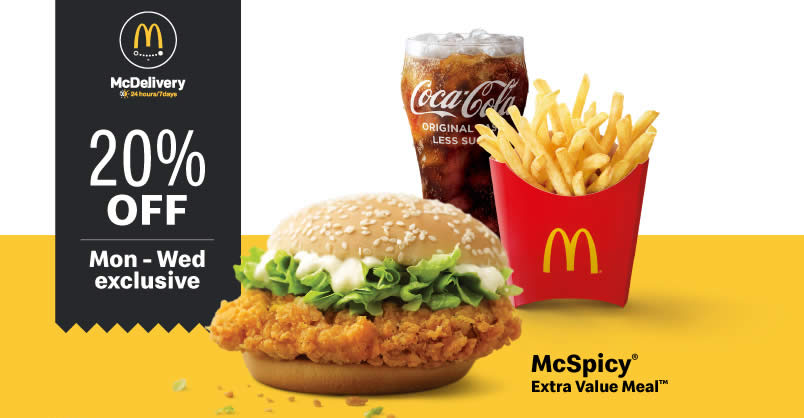 McDelivery
24 hours/7days
20%
OFF
Mon - Wed
exclusive
Coca-Cola
ORIGINAL
LESS SU
McSpicy®
Extra Value Meal™